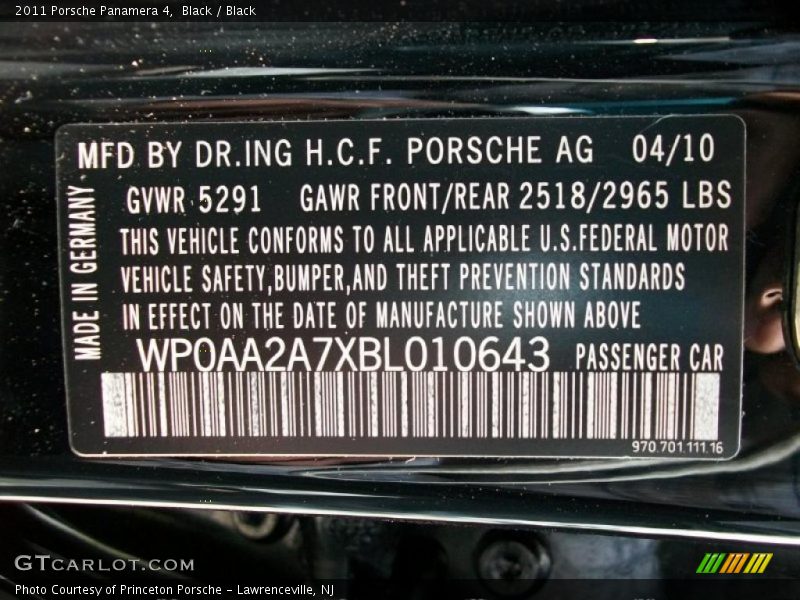 2011 Porsche Panamera 4,  Black / Black
MFD BY DR.ING H.C.F. PORSCHE AG 04/10
GVWR 5291 GAWR FRONT/REAR 2518/2965 LBS
THIS VEHICLE CONFORMS TO ALL APPLICABLE U.S.FEDERAL MOTOR
VEHICLE SAFETY,BUMPER,AND THEFT PREVENTION STANDARDS
IN EFFECT ON THE DATE OF MANUFACTURE SHOWN ABOVE
WP0AA2A7XBL010643 PASSENGER CAR
970.701.111.16
MADE IN GERMANY
GTCARLOT.COM
Photo Courtesy of Princeton Porsche - Lawrenceville, NJ